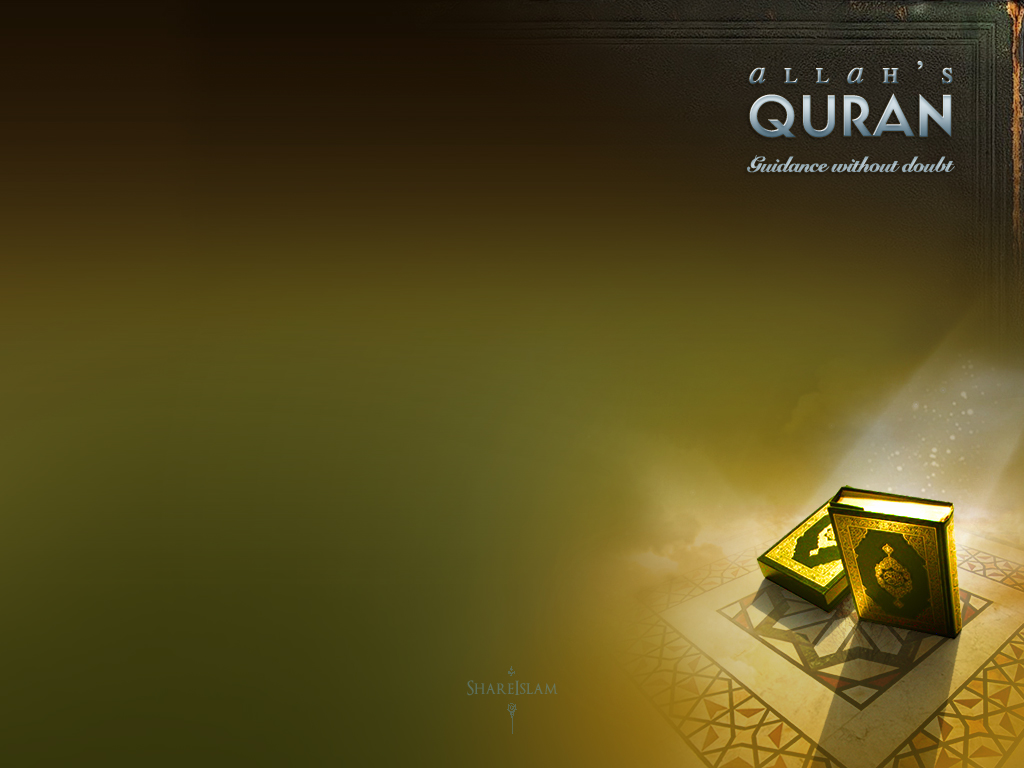 aLLaH'S
QURAN
Guidance without doubt
SHAREISLAM